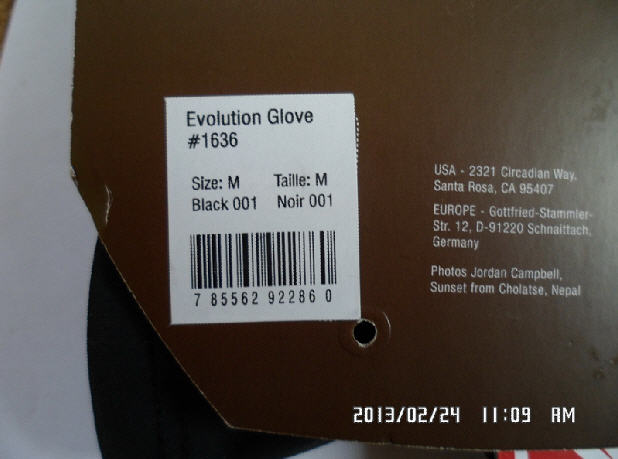 Evolution Glove
#1636
Size: M Taille: M
Black 001 Noir 001
7 85562 92286 0
USA - 2321 Circadian Way,
Santa Rosa, CA 95407
EUROPE - Gottfried-Stammler-
Str. 12, D-91220 Schnaittach,
Germany
Photos Jordan Campbell,
Sunset from Cholatse, Nepal
2013/02/24 11:09 AM